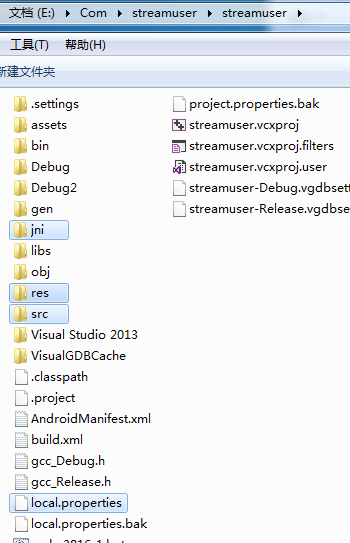 文档 (E:) ▸ Com ▸ streamuser ▸ streamuser ▸
工具(T) 帮助(H)
新建文件夹
.settings
assets
bin
Debug
Debug2
gen
jni
libs
obj
res
src
Visual Studio 2013
VisualGDBCache
.classpath
.project
AndroidManifest.xml
build.xml
gcc_Debug.h
gcc_Release.h
local.properties
local.properties.bak
project.properties.bak
streamuser.vcxproj
streamuser.vcxproj.filters
streamuser.vcxproj.user
streamuser-Debug.vgdbsett
streamuser-Release.vgdbse